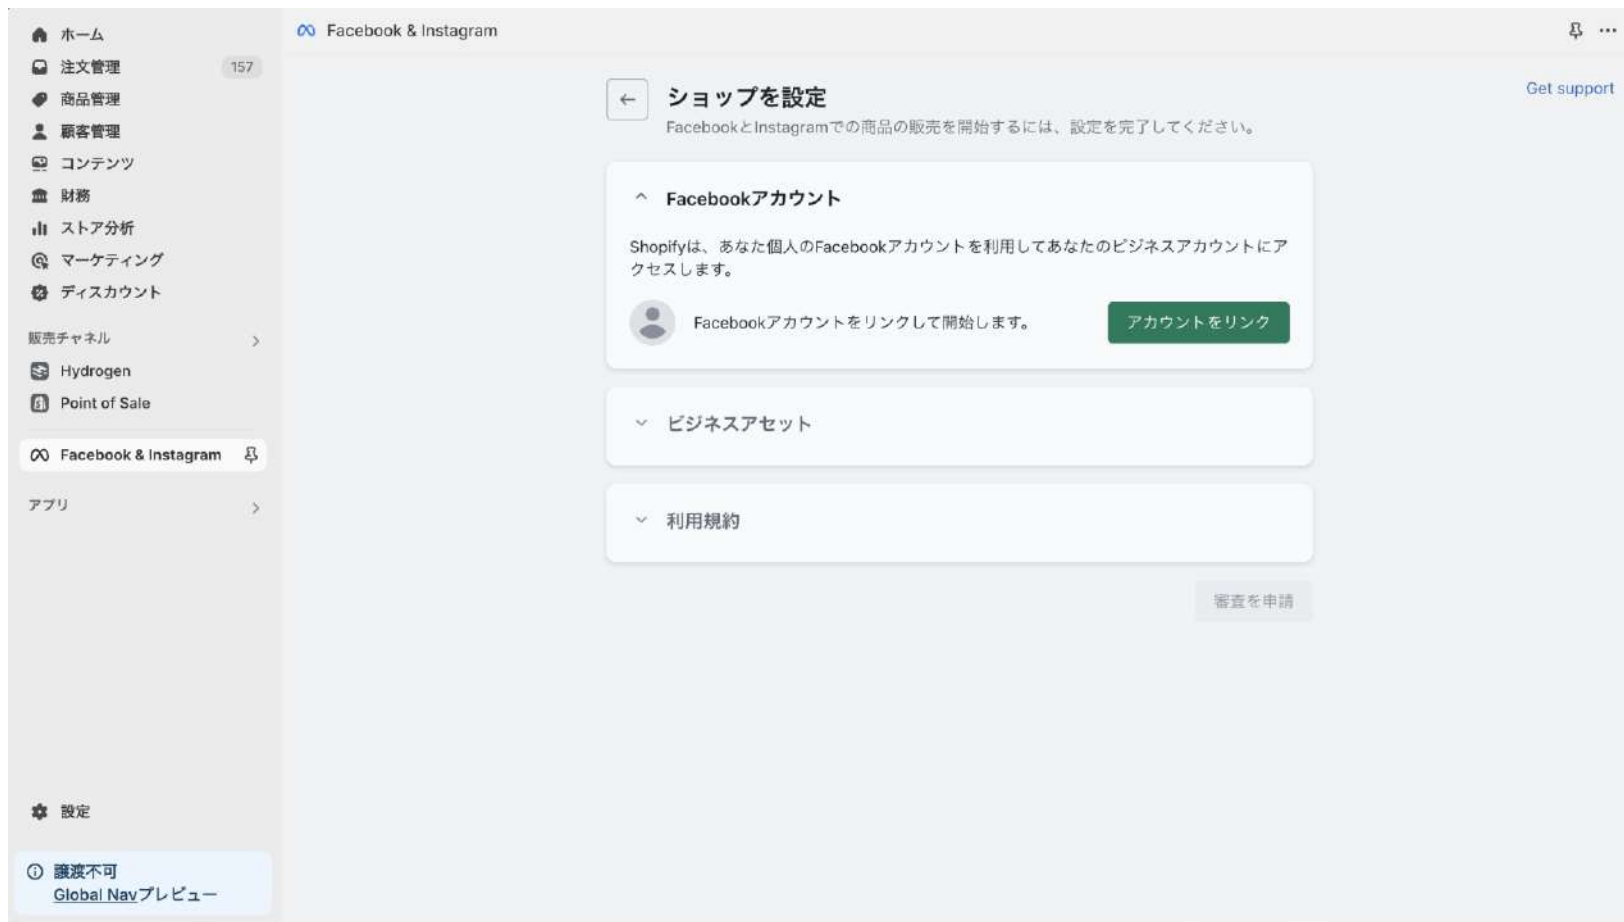 ホーム
注文管理 157
商品管理
顧客管理
コンテンツ
財務
ストア分析
マーケティング
ディスカウント
販売チャネル
Hydrogen
Point of Sale
Facebook & Instagram
アプリ
設定
譲渡不可
Global Navプレビュー
Facebook & Instagram
Get support
ショップを設定
FacebookとInstagramでの商品の販売を開始するには、設定を完了してください。
Facebookアカウント
Shopifyは、あなた個人のFacebookアカウントを利用してあなたのビジネスアカウントにア
クセスします。
Facebookアカウントをリンクして開始します。
アカウントをリンク
ビジネスアセット
利用規約
審査を申請